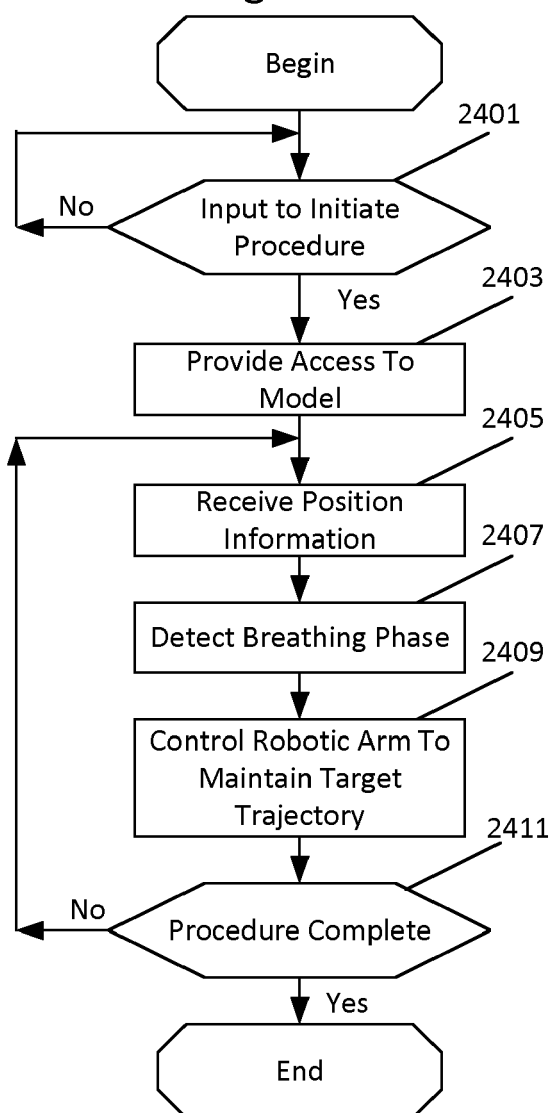 Begin
2401
Input to Initiate
Procedure
No
Yes
2403
Provide Access To
Model
2405
Receive Position
Information
2407
Detect Breathing Phase
2409
Control Robotic Arm To
Maintain Target
Trajectory
2411
Procedure Complete
No
Yes
End